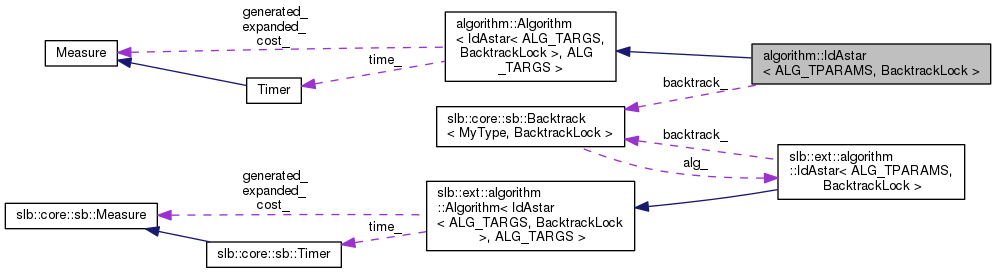 generated_
expanded_
cost_
Measure
Timer
time_
algorithm::Algorithm
< IdAstar< ALG_TARGS,
BacktrackLock >, ALG
_TARGS >
algorithm::IdAstar
< ALG_TPARAMS, BacktrackLock >
backtrack_
slb::core::sb::Backtrack
< MyType, BacktrackLock >
backtrack_
alg_
slb::ext::algorithm
::IdAstar< ALG_TPARAMS,
BacktrackLock >
generated_
expanded_
cost_
slb::core::sb::Measure
slb::core::sb::Timer
time_
slb::ext::algorithm
::Algorithm< IdAstar
< ALG_TARGS, BacktrackLock
>, ALG_TARGS >